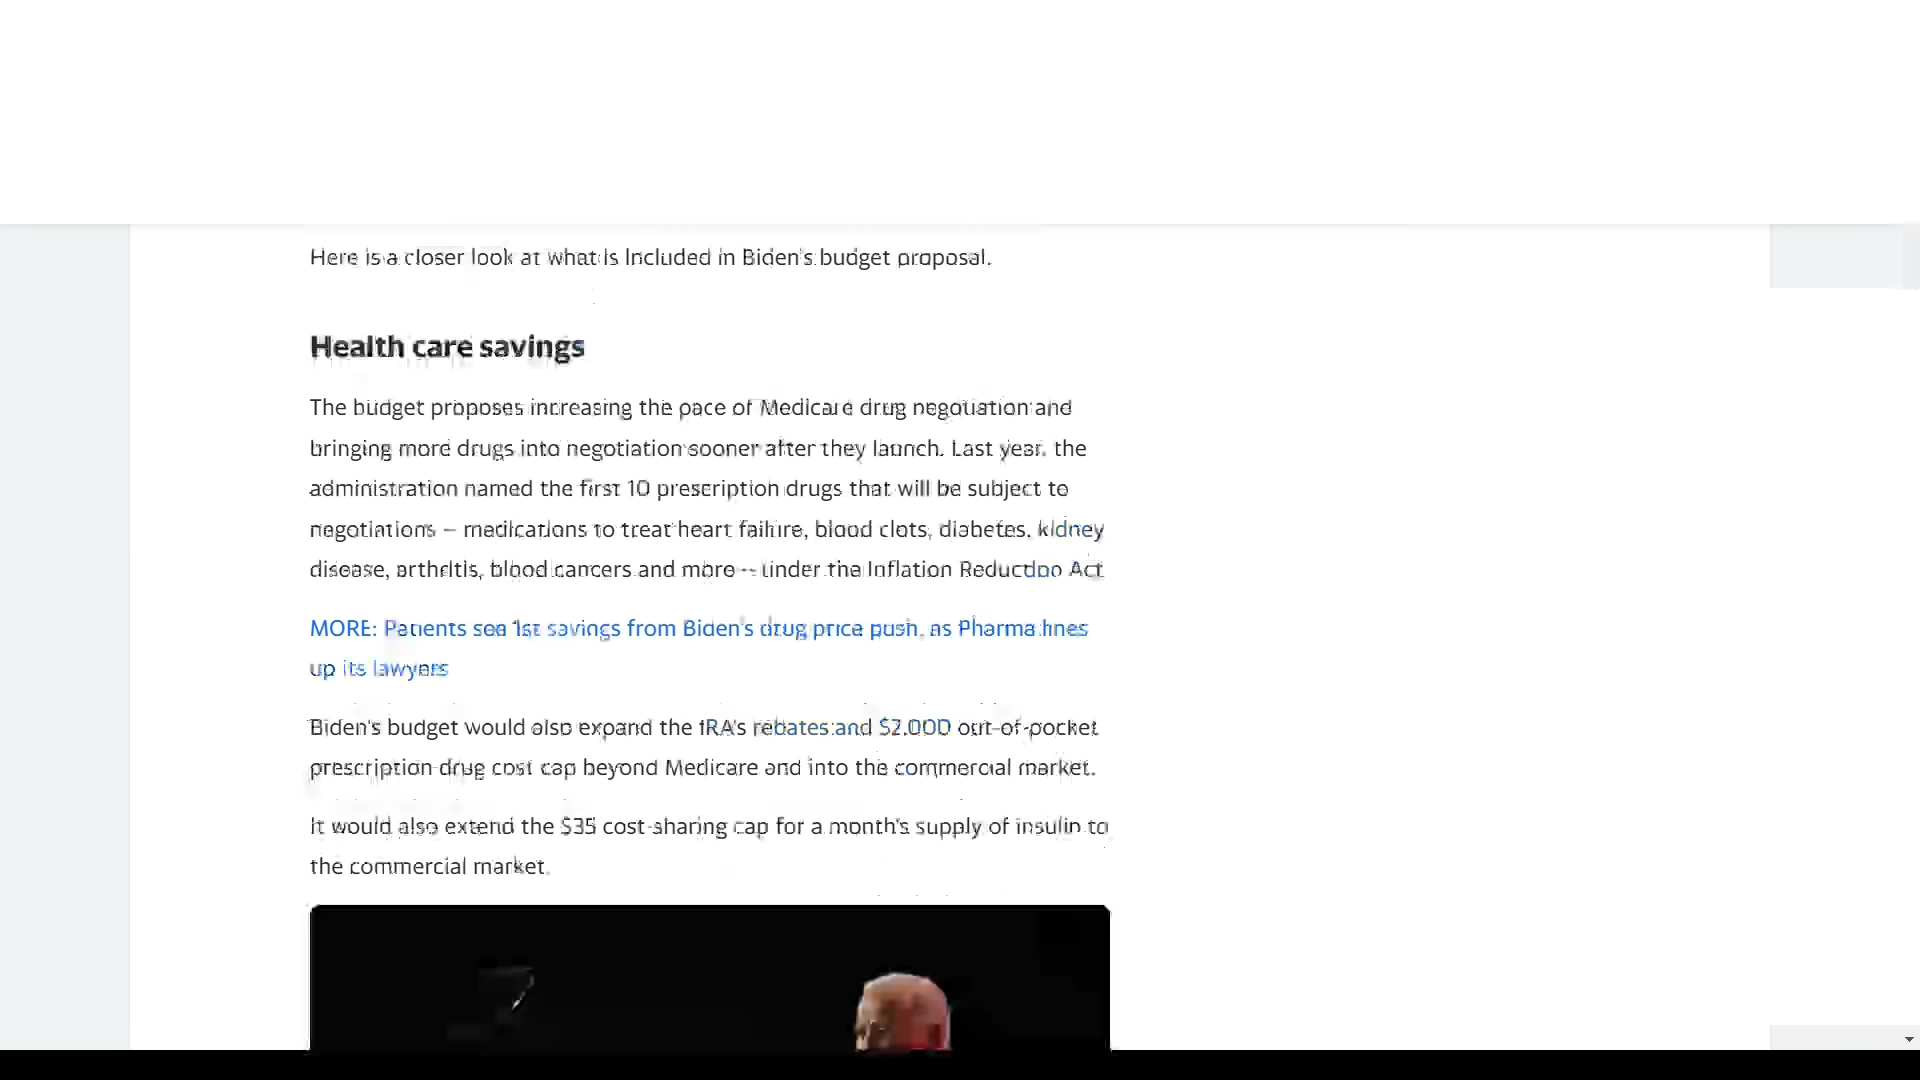 Here is a closer look at what is included in Biden's budget proposal.
Health care savings
The budget proposes increasing the pace of Medicare drug negotiation and
bringing more drugs into negotiation sooner after they launch. Last year, the
administration named the first 10 prescription drugs that will be subject to
negotiations – medications to treat heart failure, blood clots, diabetes, kidney
disease, arthritis, blood cancers and more -- under the Inflation Reduction Act
MORE: Patients see 1st savings from Biden's drug price push, as Pharma lines
up its lawyers
Biden's budget would also expand the IRA's rebates and $2,000 out-of-pocket
prescription drug cost cap beyond Medicare and into the commercial market.
It would also extend the $35 cost-sharing cap for a month's supply of insulin to
the commercial market.